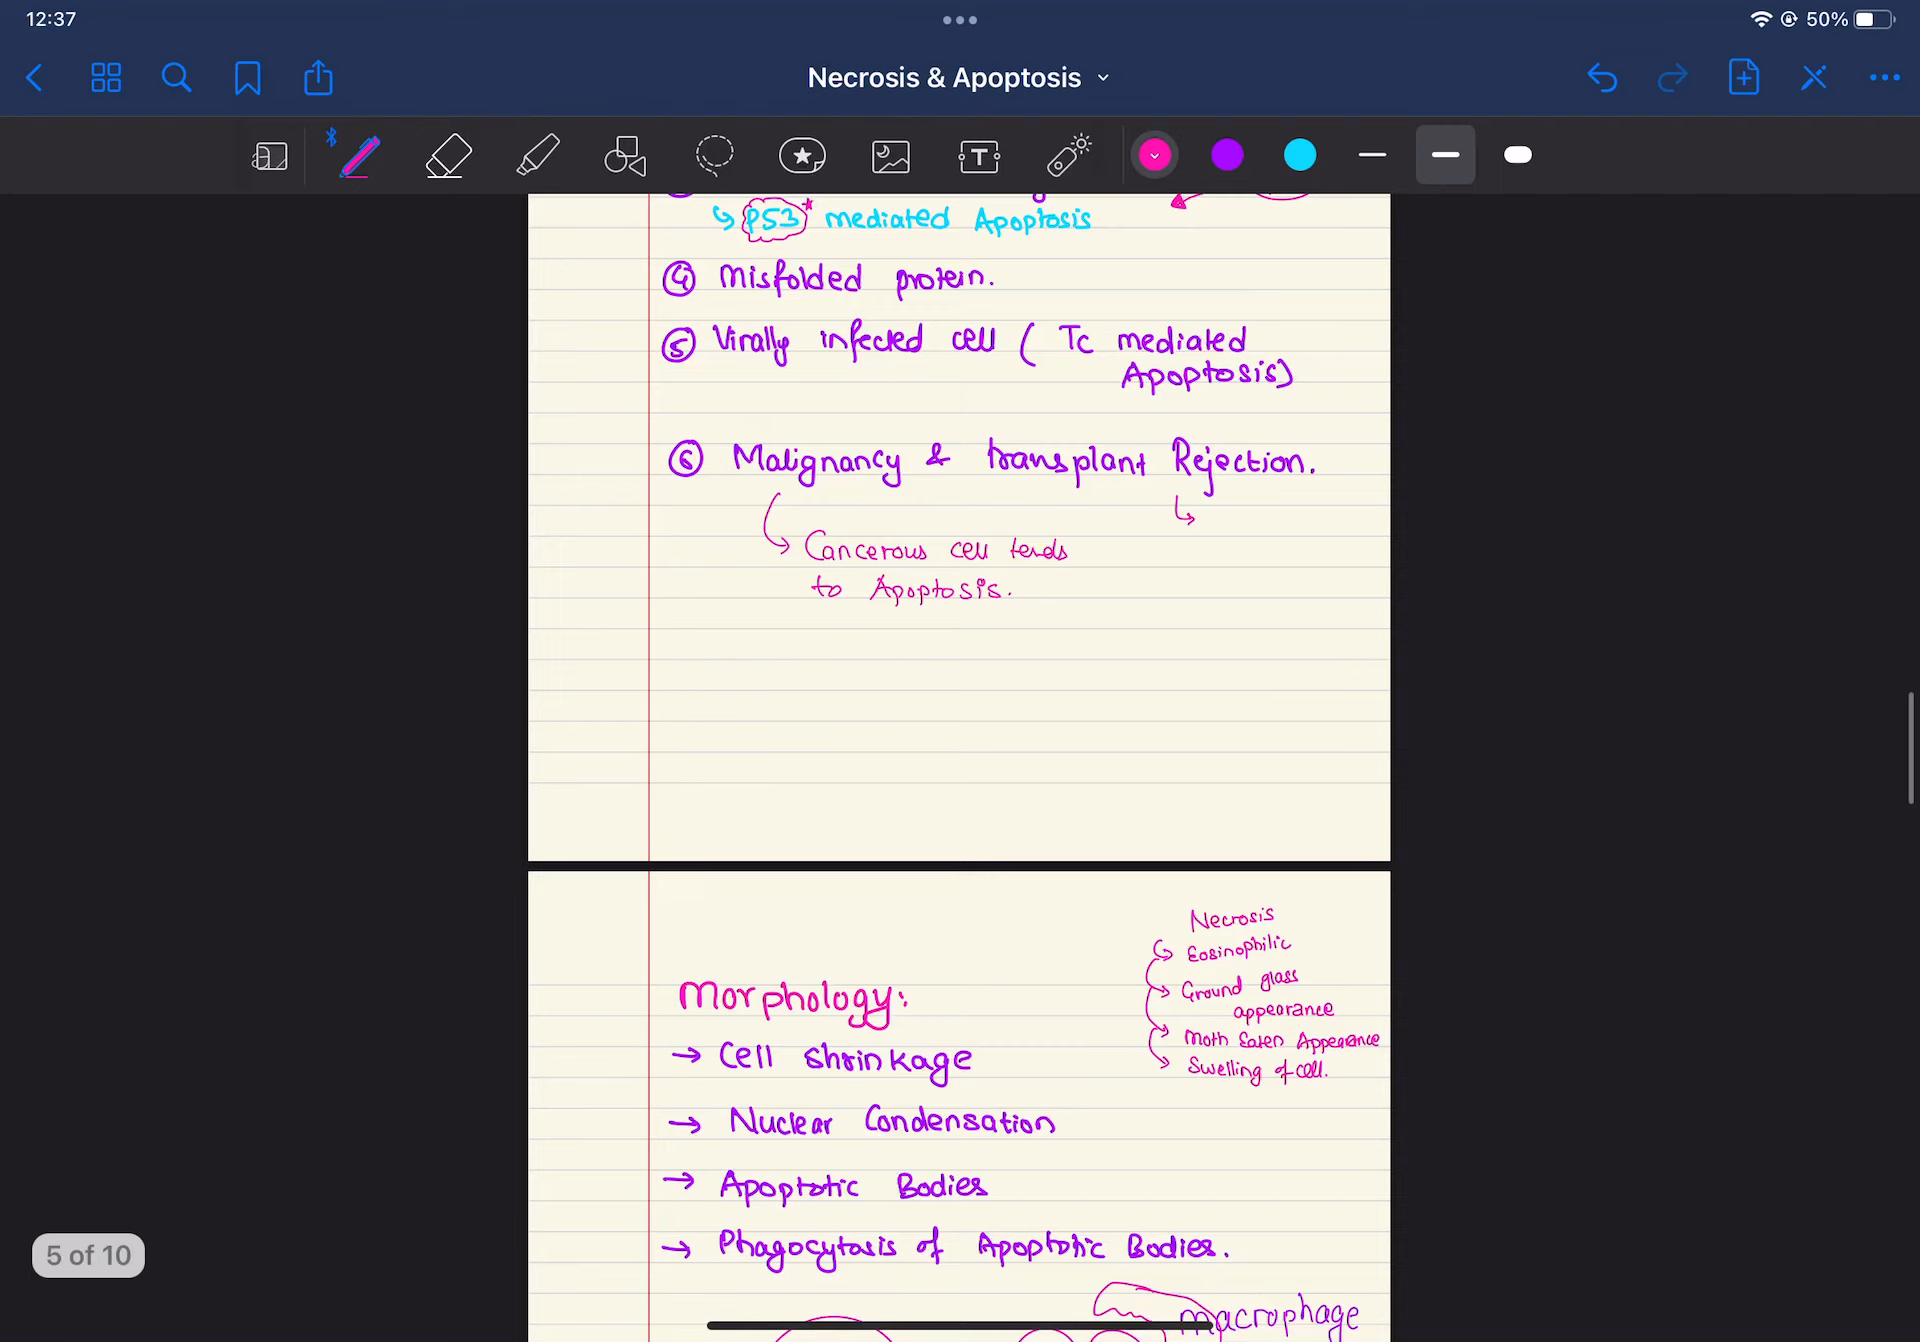 12:37
50%
Necrosis & Apoptosis
P53* mediated Apoptosis
④ Misfolded protein.
⑤ Virally infected cell ( Tc mediated
Apoptosis)
⑥ Malignancy & transplant Rejection.
Cancerous cell tends
to Apoptosis.
Necrosis
Eosinophilic
Ground glass
appearance
Moth Eaten Appearance
Swelling of cell.
Morphology:
→ Cell shrinkage
→ Nuclear Condensation
→ Apoptotic Bodies
→ Phagocytosis of Apoptotic Bodies.
macrophage
5 of 10